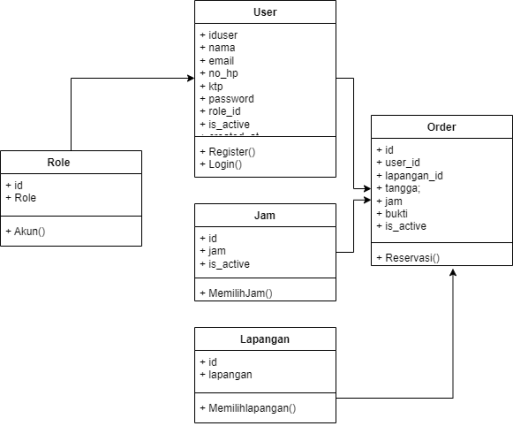 User
+ iduser
+ nama
+ email
+ no_hp
+ ktp
+ password
+ role_id
+ is_active
+ created_at
+ Register()
+ Login()
Role
+ id
+ Role
+ Akun()
Jam
+ id
+ jam
+ is_active
+ MemilihJam()
Lapangan
+ id
+ lapangan
+ Memilihlapangan()
Order
+ id
+ user_id
+ lapangan_id
+ tangga;
+ jam
+ bukti
+ is_active
+ Reservasi()